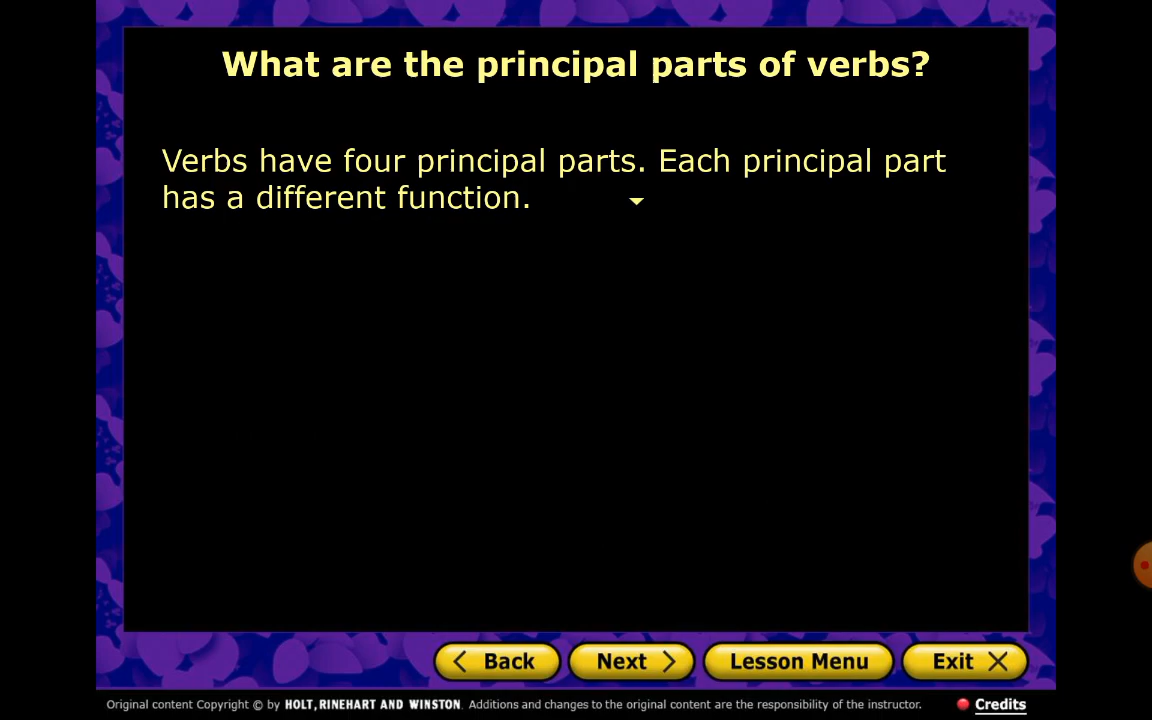 What are the principal parts of verbs?
Verbs have four principal parts. Each principal part
has a different function.
Back Next Lesson Menu Exit
Original content Copyright © by HOLT, RINEHART AND WINSTON. Additions and changes to the original content are the responsibility of the instructor. Credits